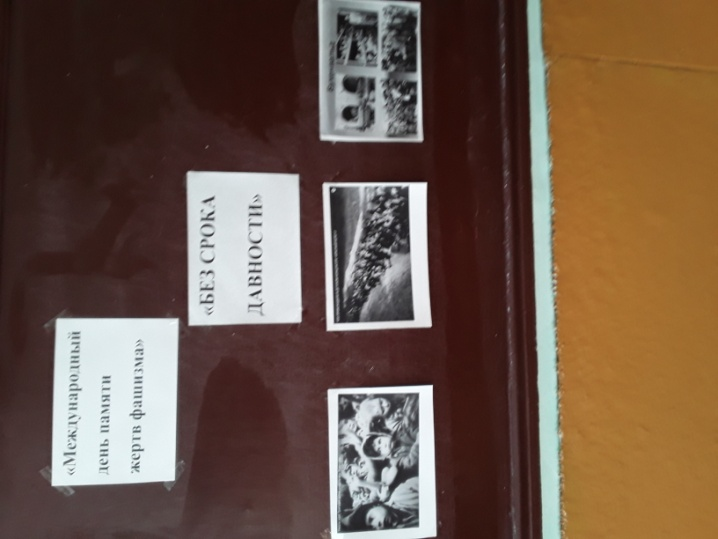 «Международный
день памяти
жертв фашизма»
«БЕЗ СРОКА
ДАВНОСТИ»